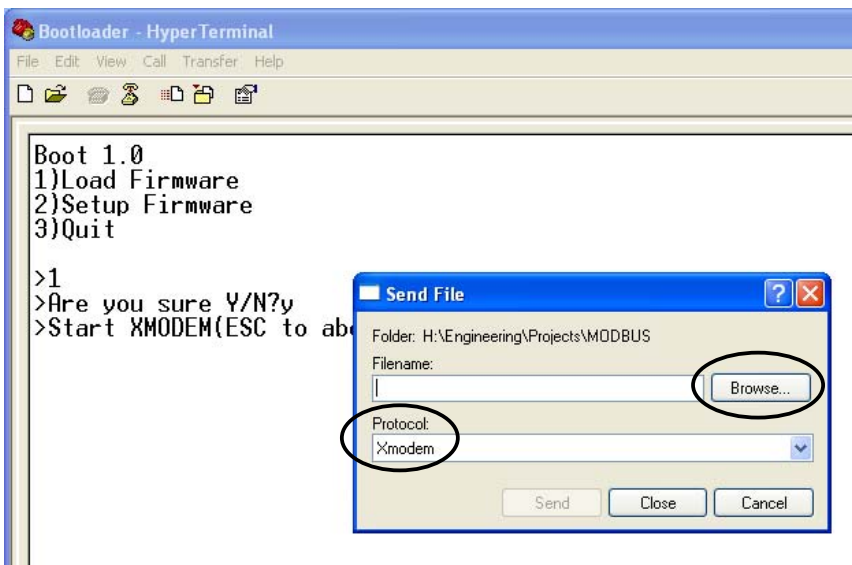 Bootloader - HyperTerminal
File Edit View Call Transfer Help
Boot 1.0
1)Load Firmware
2)Setup Firmware
3)Quit
>1
>Are you sure Y/N?y
>Start XMODEM(ESC to
Send File
Folder: H:\Engineering\Projects\MODBUS
Filename:
Browse...
Protocol:
Xmodem
Send Close Cancel